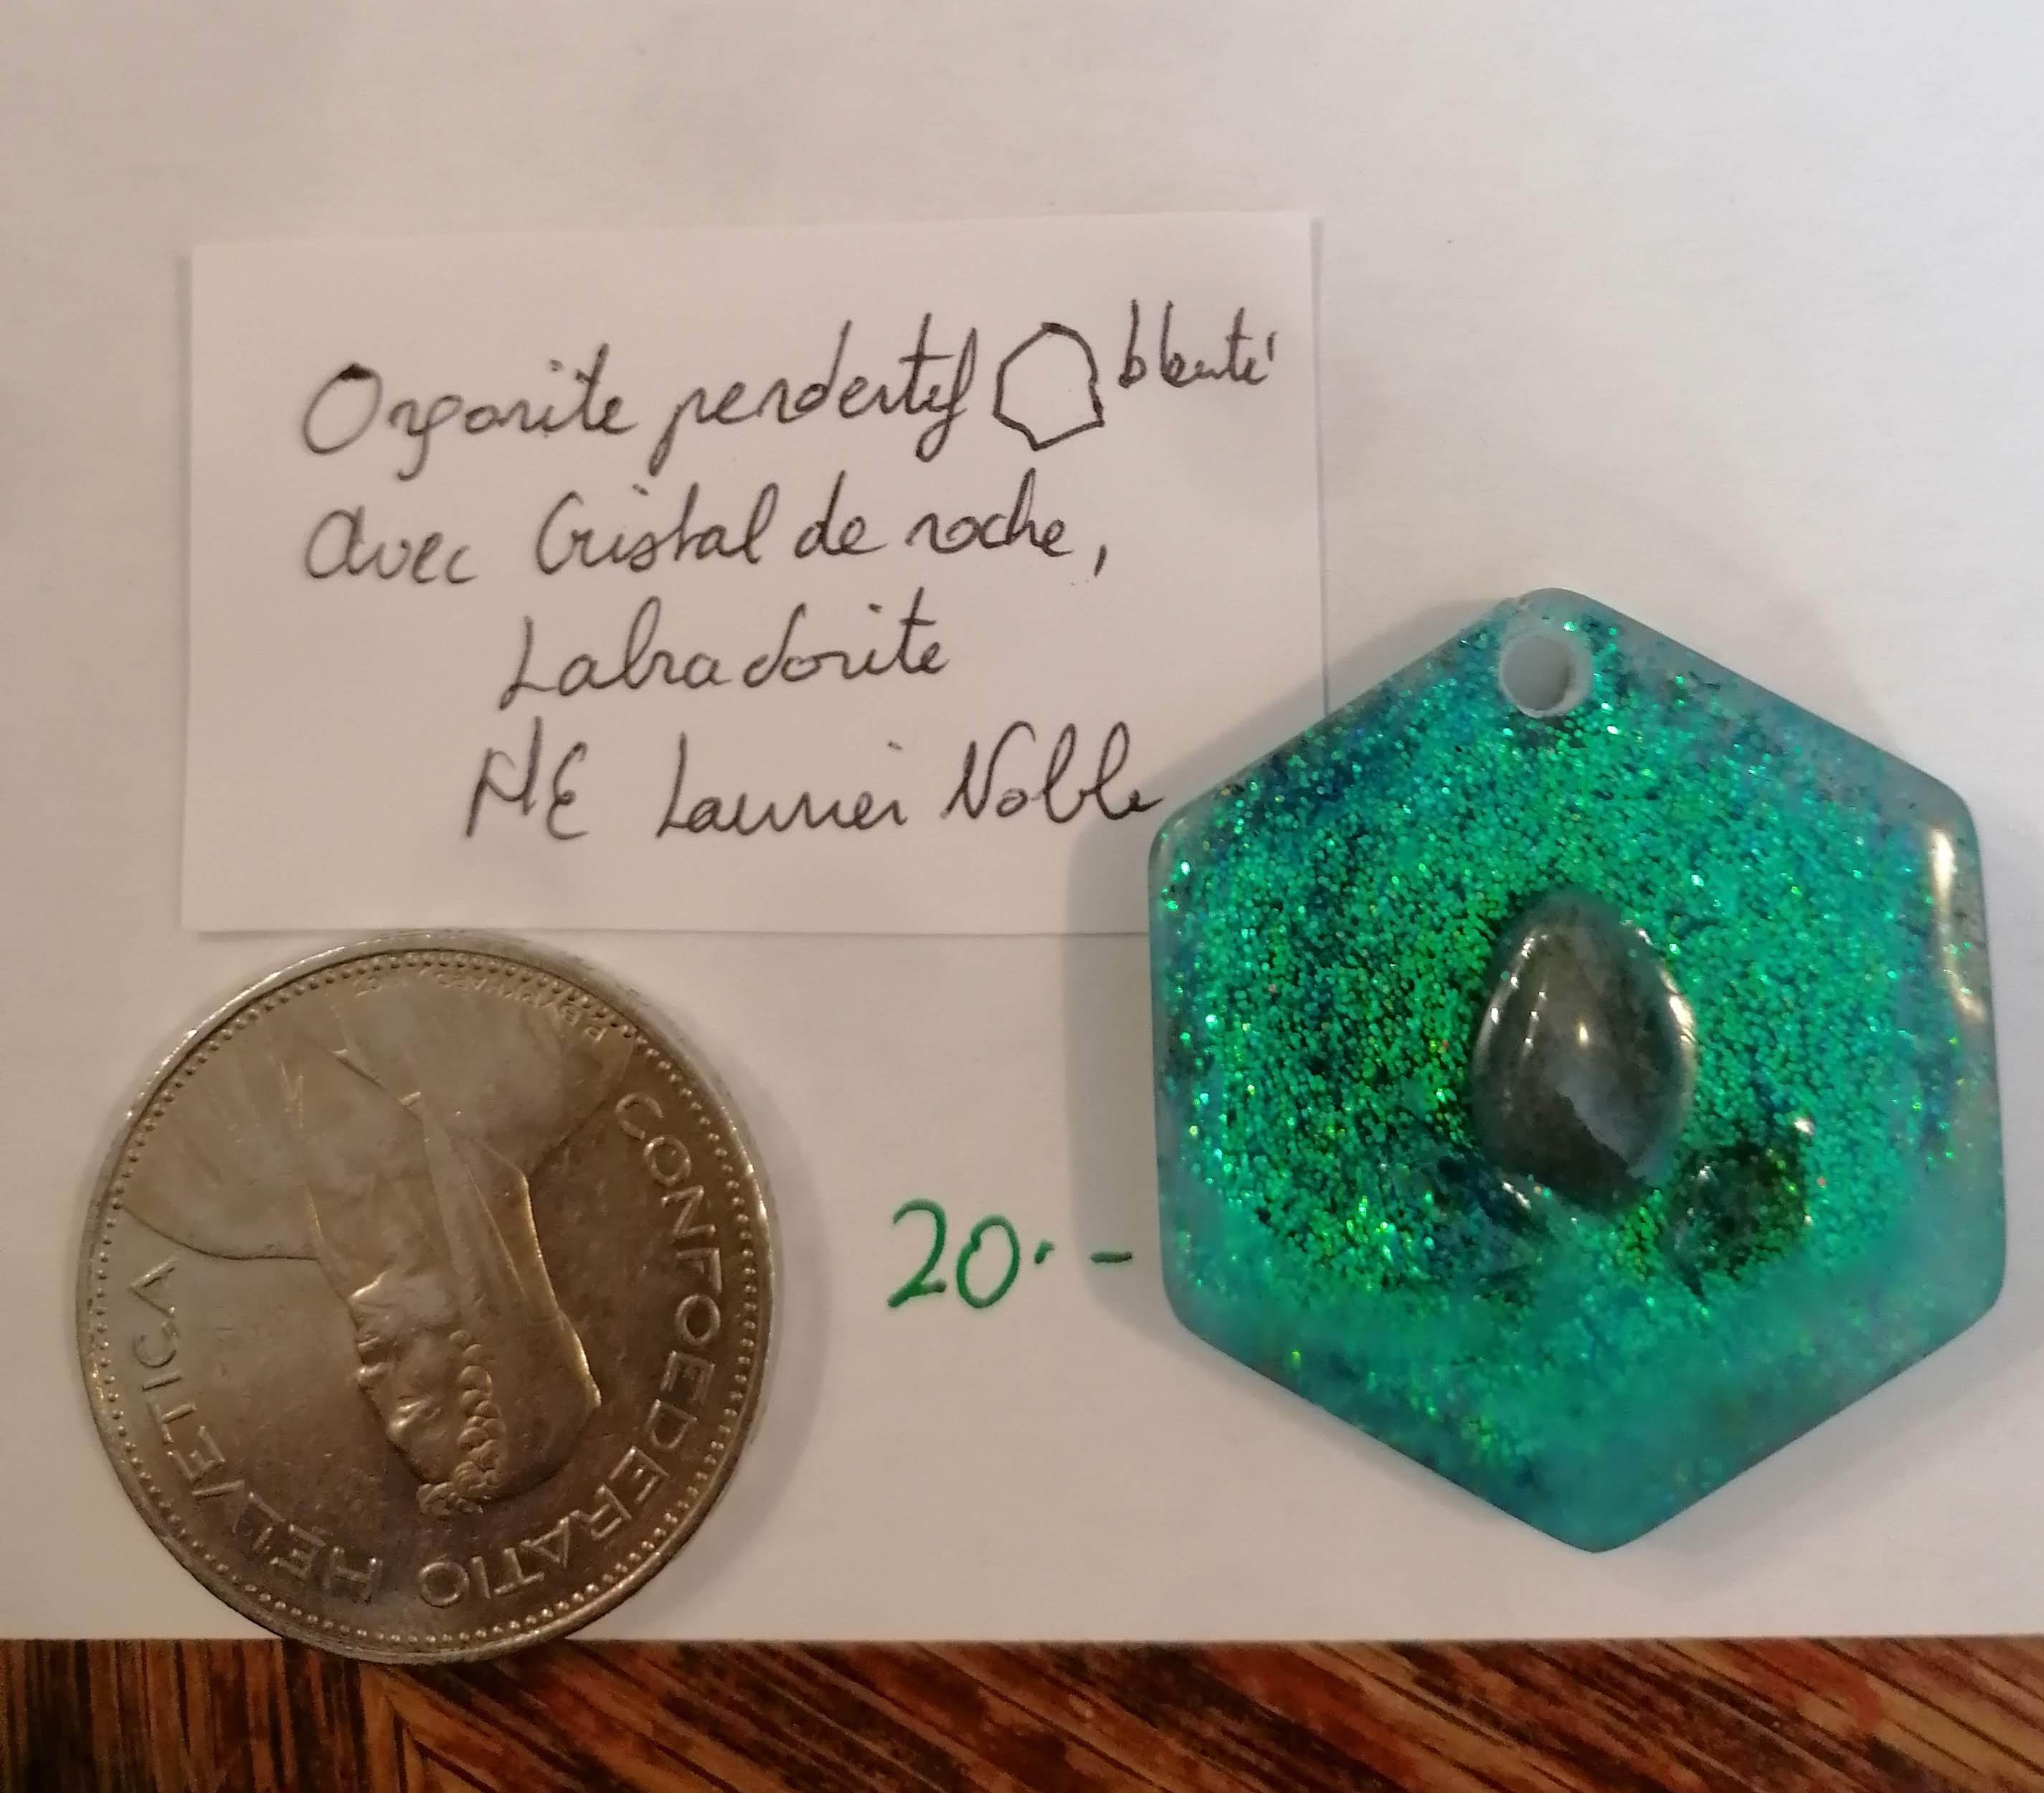 Orgonite pendentif bleuté
avec Cristal de roche,
Labradorite
HE Laurier Noble
20.-
CONFOEDERATIO HELVETICA